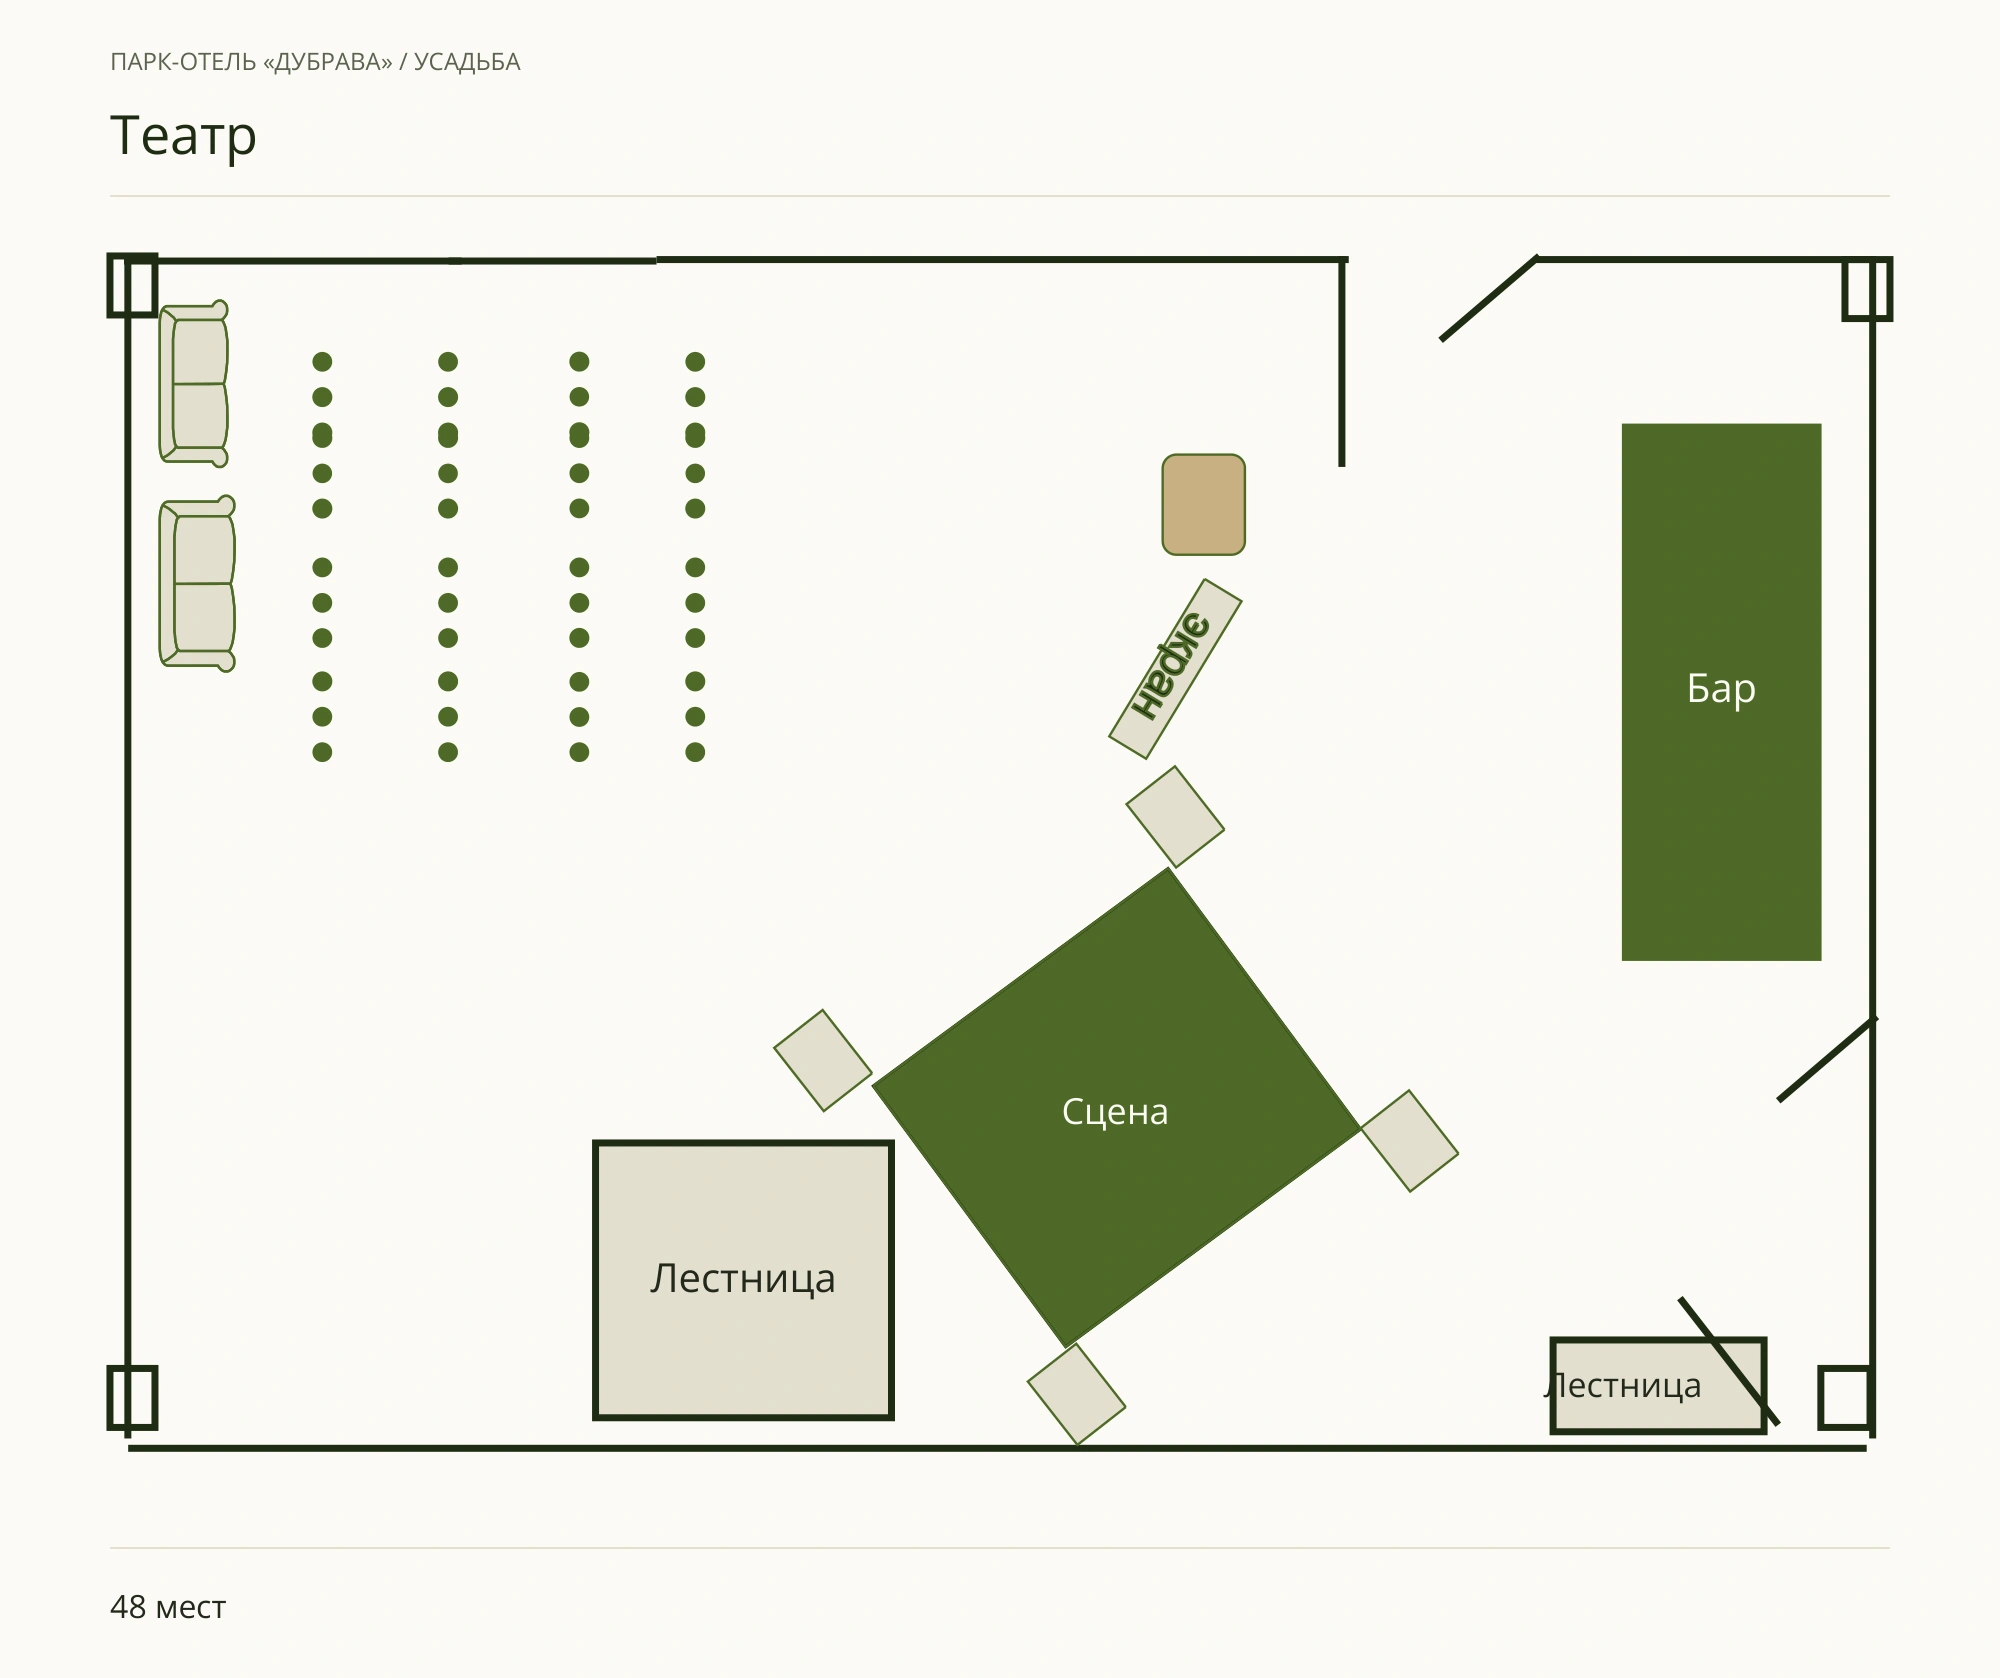 ПАРК-ОТЕЛЬ «ДУБРАВА» / УСАДЬБА
Театр
экран
Бар
Сцена
Лестница
Лестница
48 мест